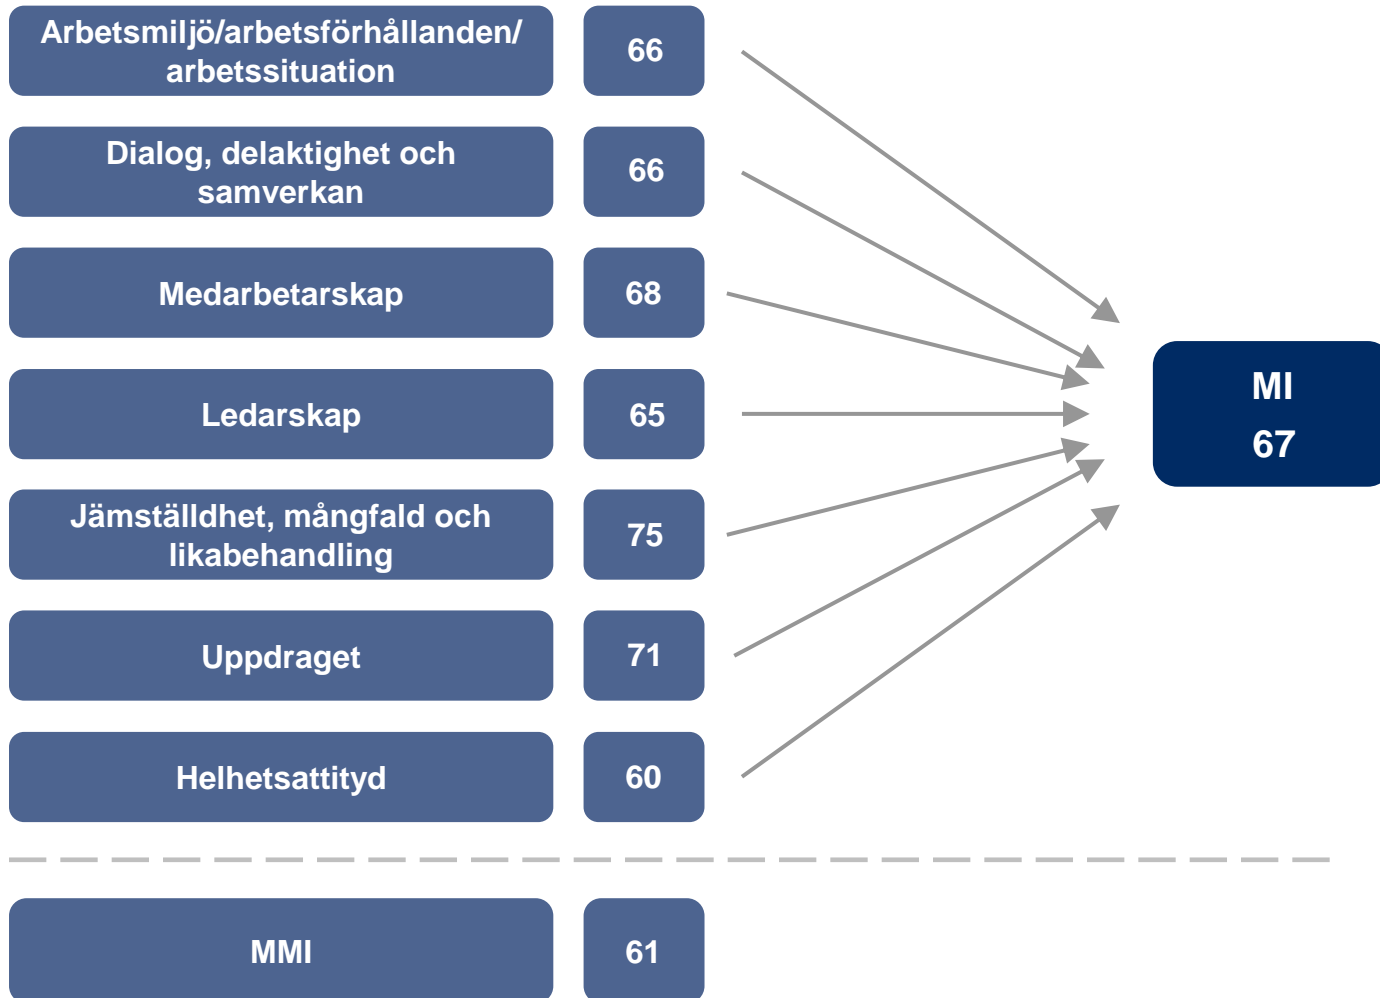 Arbetsmiljö/arbetsförhållanden/
arbetssituation
66
Dialog, delaktighet och
samverkan
66
Medarbetarskap
68
Ledarskap
65
Jämställdhet, mångfald och
likabehandling
75
Uppdraget
71
Helhetsattityd
60
MI
67
MMI
61